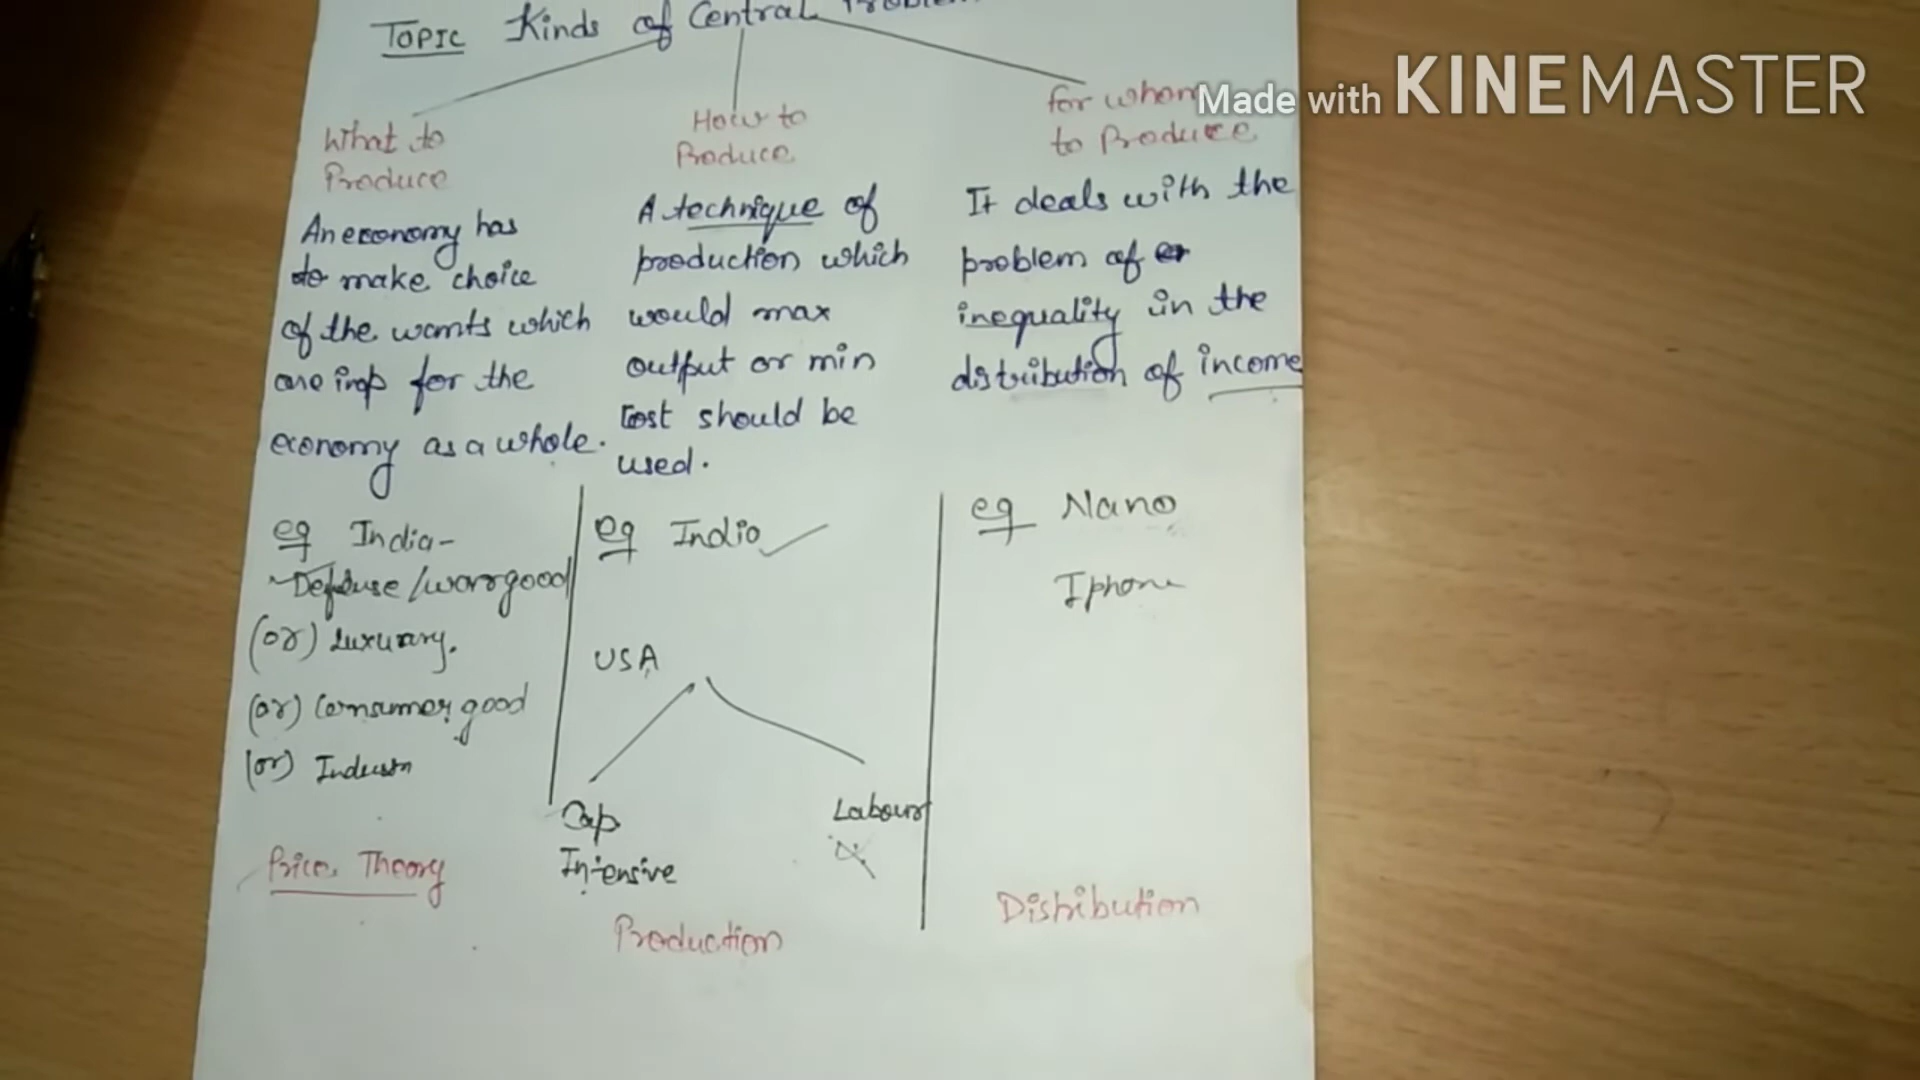 TOPIC Kinds of Central Problem
Made with KINEMASTER
What to
Produce
An economy has
to make choice
of the wants which
are imp for the
economy as a whole.
eg India-
Defense/war good
(or) Luxurary.
(or) Consumer good
(or)
Price Theory
How to
Produce
A technique of
production which
would max
output or min
cost should be
used.
eg India
USA
Cap
Intensive
Labour
Production
for whom
to Produce
It deals with the
problem of
inequality in the
distribution of income
eg Nano
Iphone
Distribution